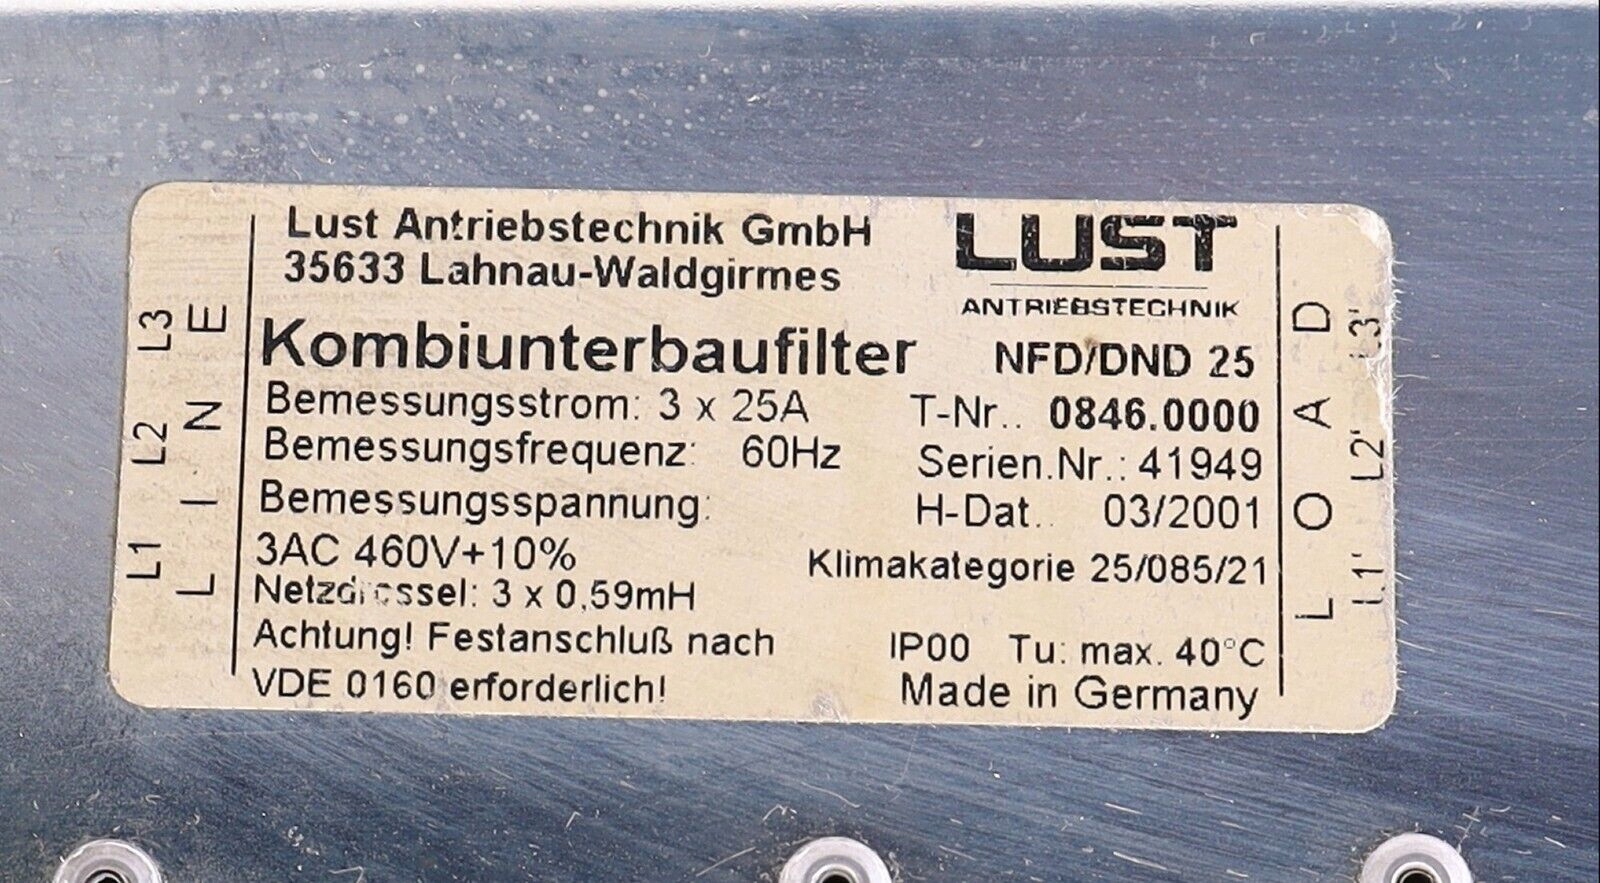 L1 L2 L3
LINE
Lust Antriebstechnik GmbH
35633 Lahnau-Waldgirmes
LUST
ANTRIEBSTECHNIK
Kombiunterbaufilter NFD/DND 25
Bemessungsstrom: 3 x 25A T-Nr.. 0846.0000
Bemessungsfrequenz: 60Hz Serien.Nr.: 41949
Bemessungsspannung: H-Dat.. 03/2001
3AC 460V+10% Klimakategorie 25/085/21
Netzdrossel: 3 x 0,59mH
Achtung! Festanschluß nach IP00 Tu: max. 40°C
VDE 0160 erforderlich! Made in Germany
LOAD
L1' L2' L3'